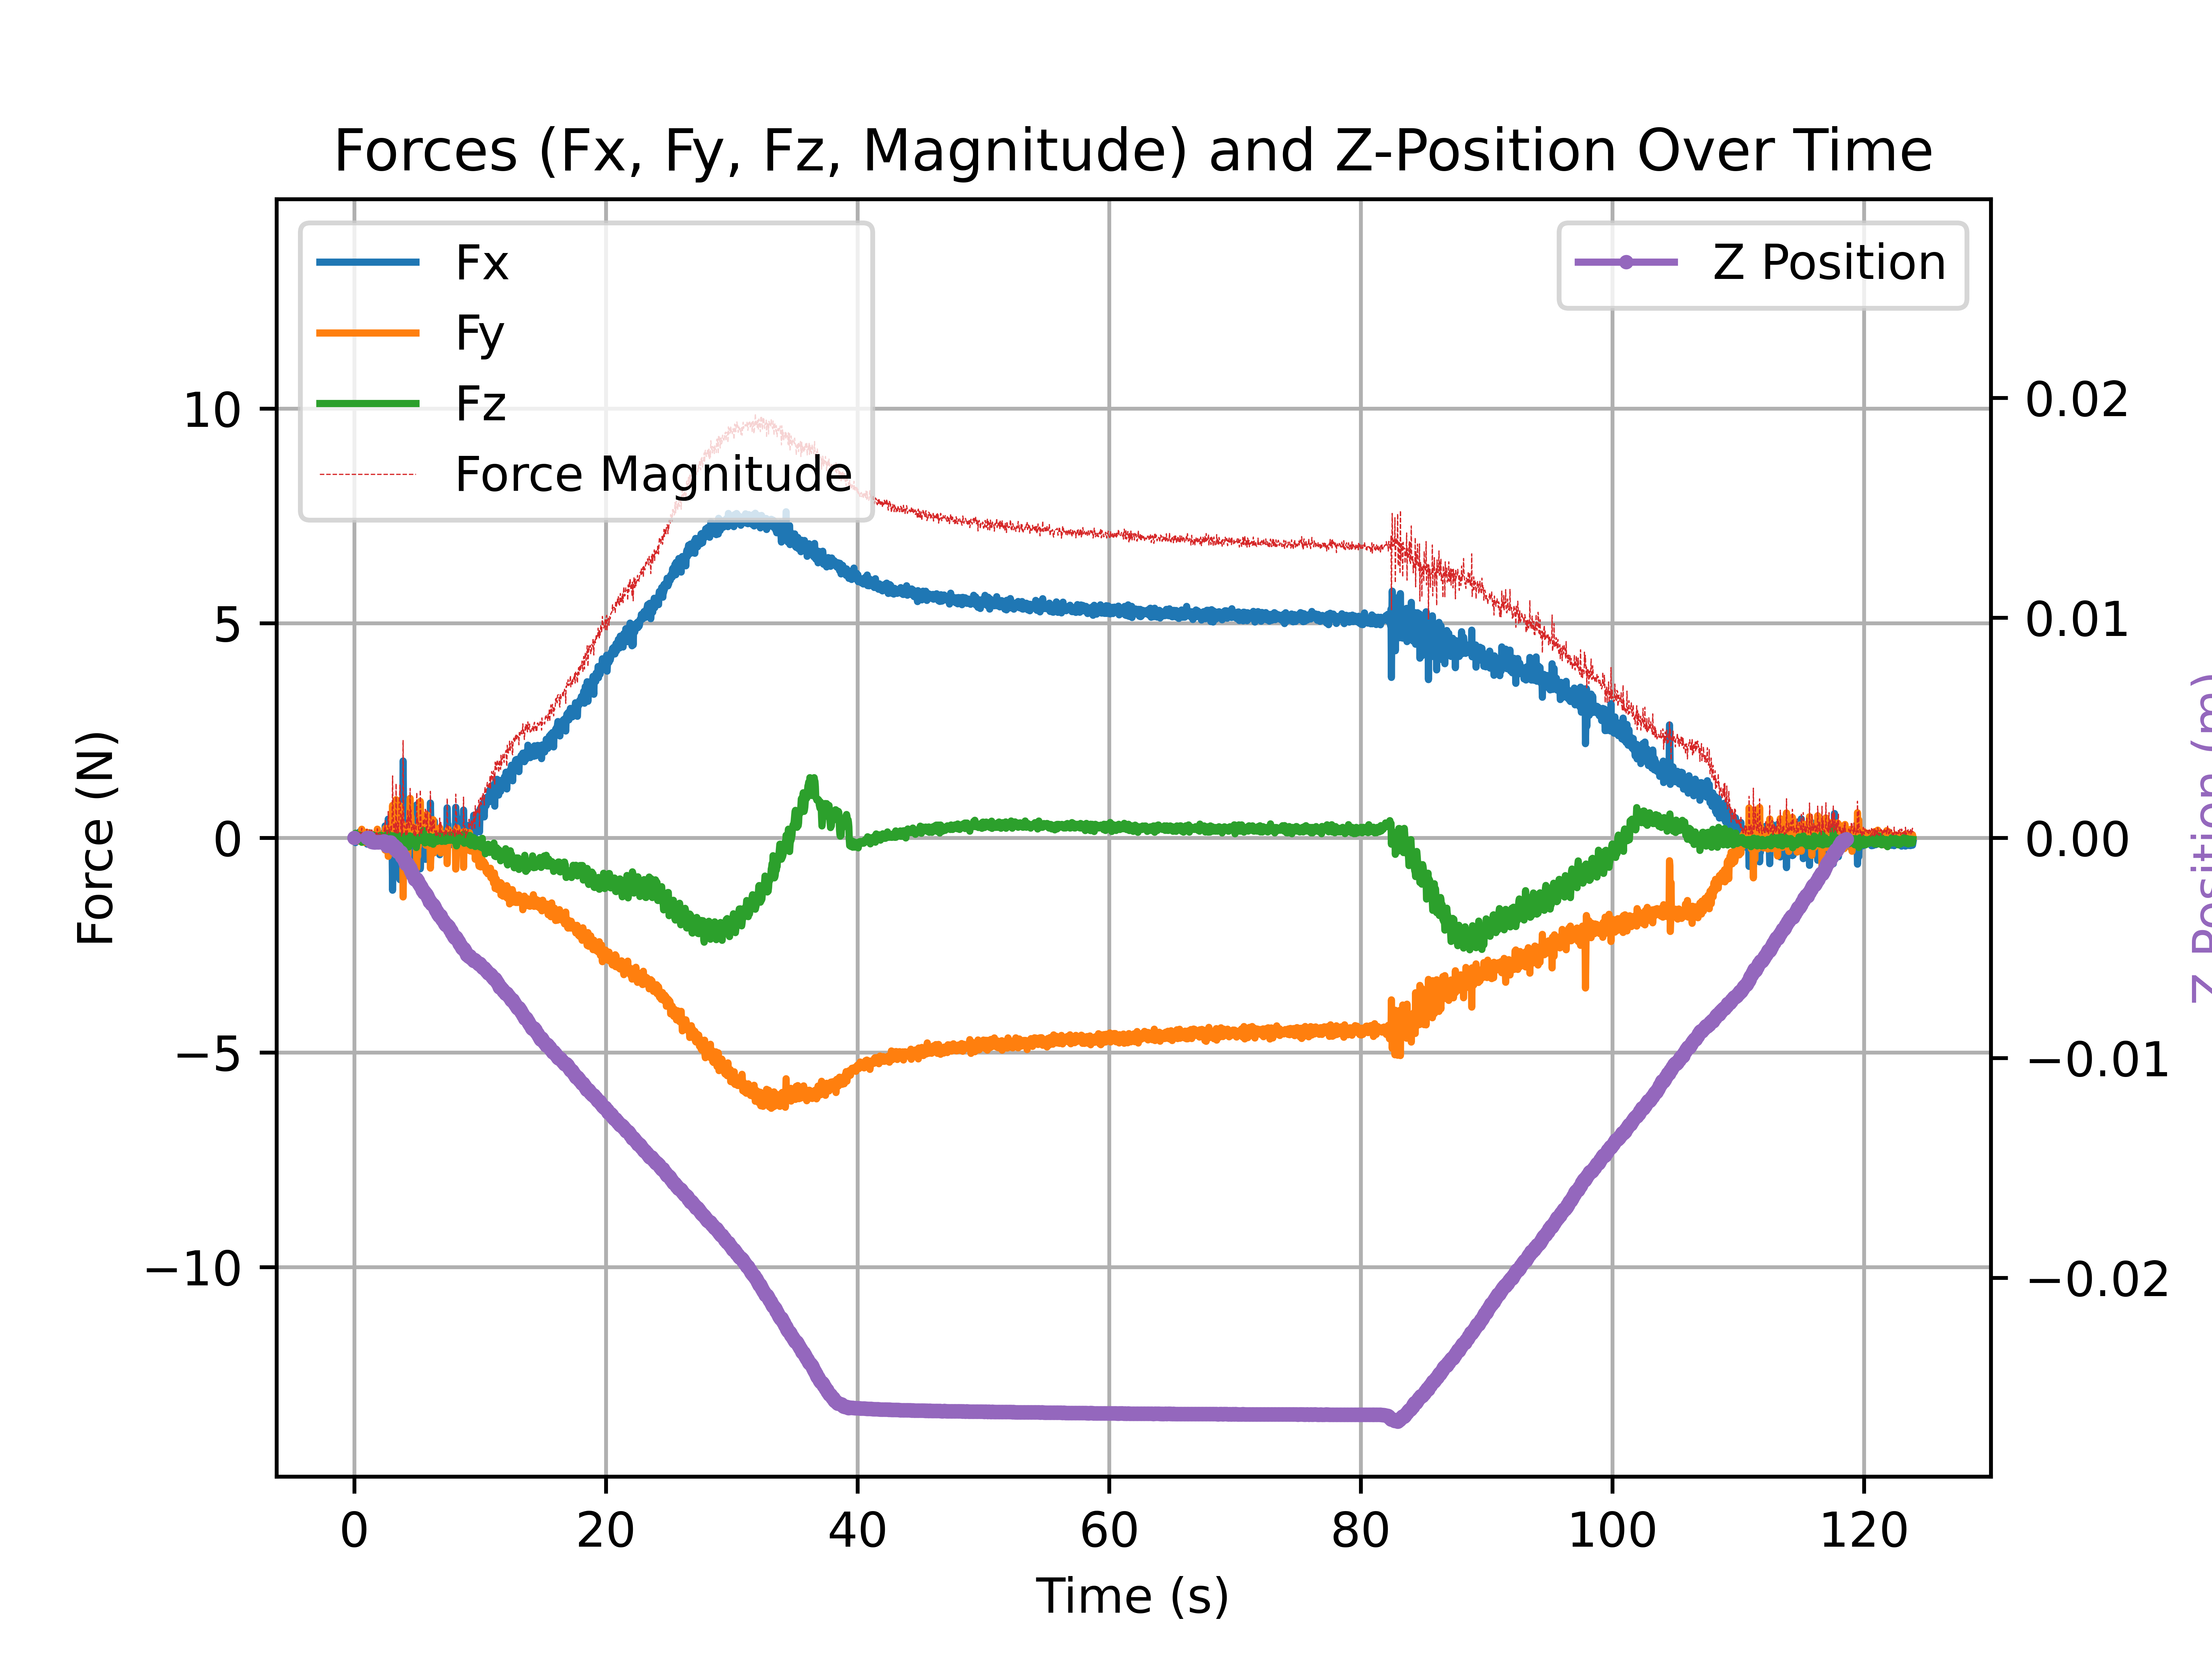 Forces (Fx, Fy, Fz, Magnitude) and Z-Position Over Time
Fx
Fy
Fz
Force Magnitude
Z Position
Force (N)
10
5
0
−5
−10
0.02
0.01
0.00
−0.01
−0.02
Z Position (m)
0 20 40 60 80 100 120
Time (s)